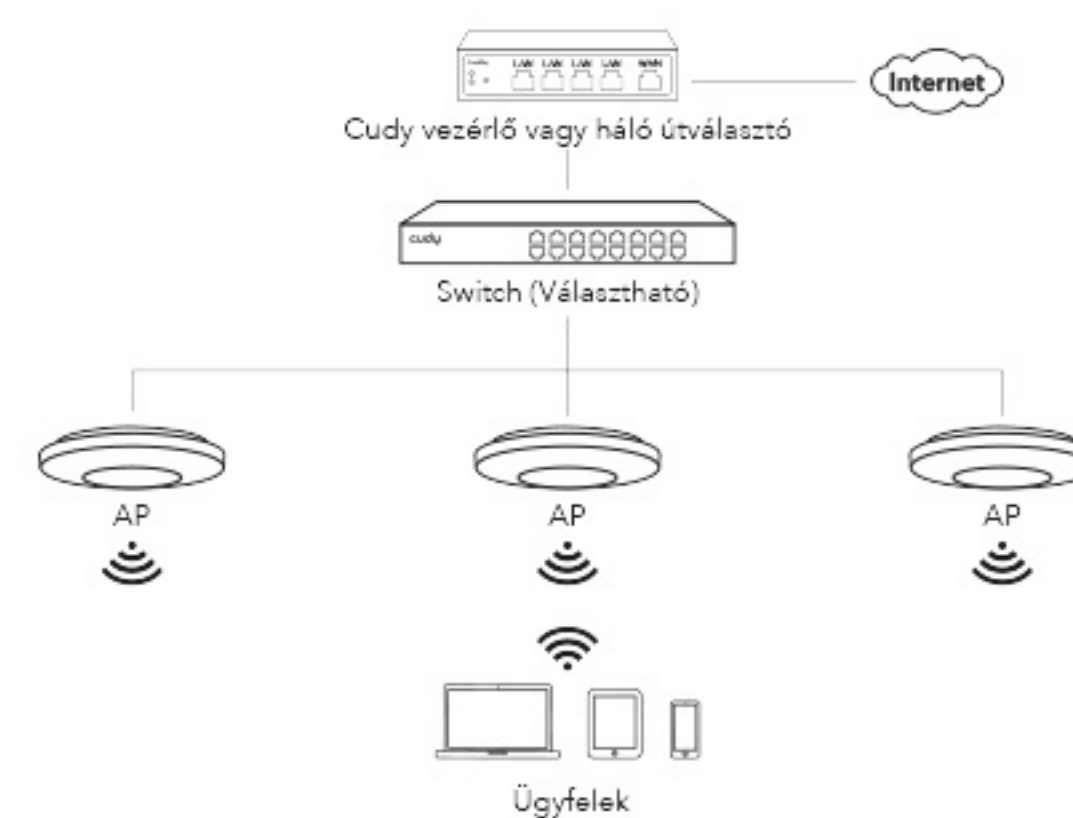 LAN LAN LAN LAN WAN
Internet
Cudy vezérlő vagy háló útválasztó
cudy
Switch (Választható)
AP AP AP
Ügyfelek